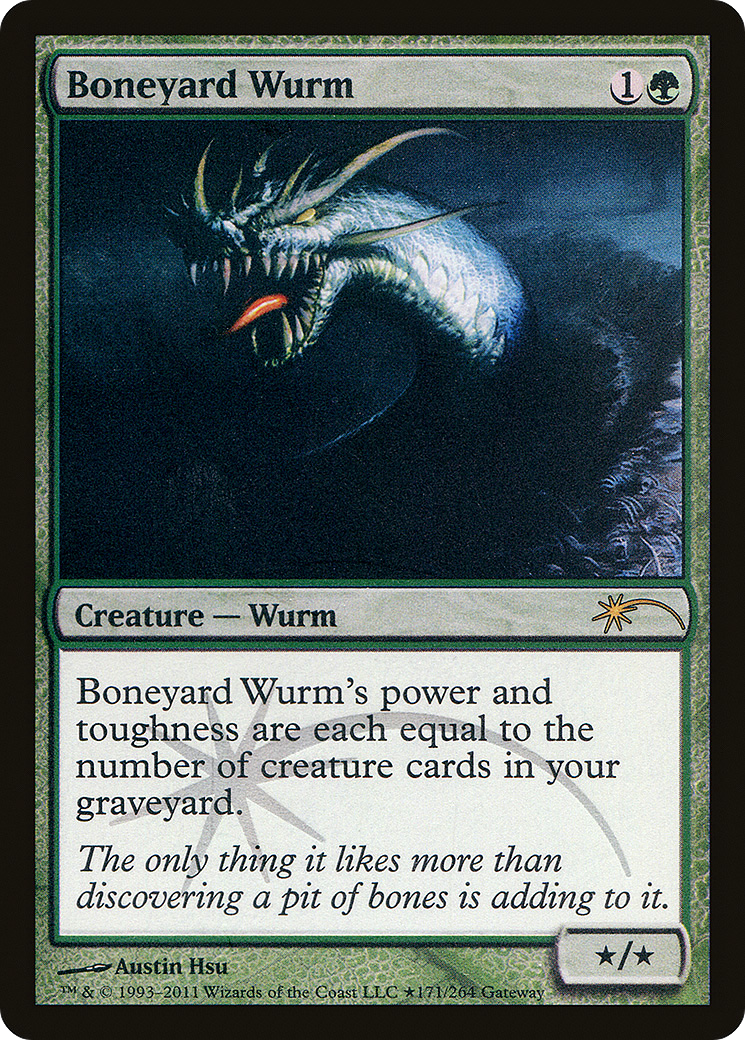 Boneyard Wurm 1
Creature — Wurm
Boneyard Wurm's power and
toughness are each equal to the
number of creature cards in your
graveyard.
The only thing it likes more than
discovering a pit of bones is adding to it.
★/★
Austin Hsu
™ & © 1993–2011 Wizards of the Coast LLC ★171/264 Gateway